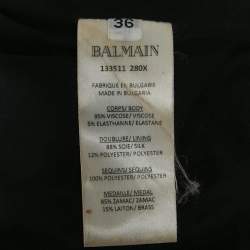 36
BALMAIN
133511 280X
FABRIQUE EN BULGARIE
MADE IN BULGARIA
CORPS/BODY
95% VISCOSE/ VISCOSE
5% ELASTHANNE/ ELASTANE
DOUBLURE/ LINING
88% SOIE/ SILK
12% POLYESTER/ POLYESTER
SEQUINS/ SEQUINS
100% POLYESTER/ POLYESTER
MEDAILLE/ MEDAL
85% ZAMAC/ ZAMAC
15% LAITON/ BRASS